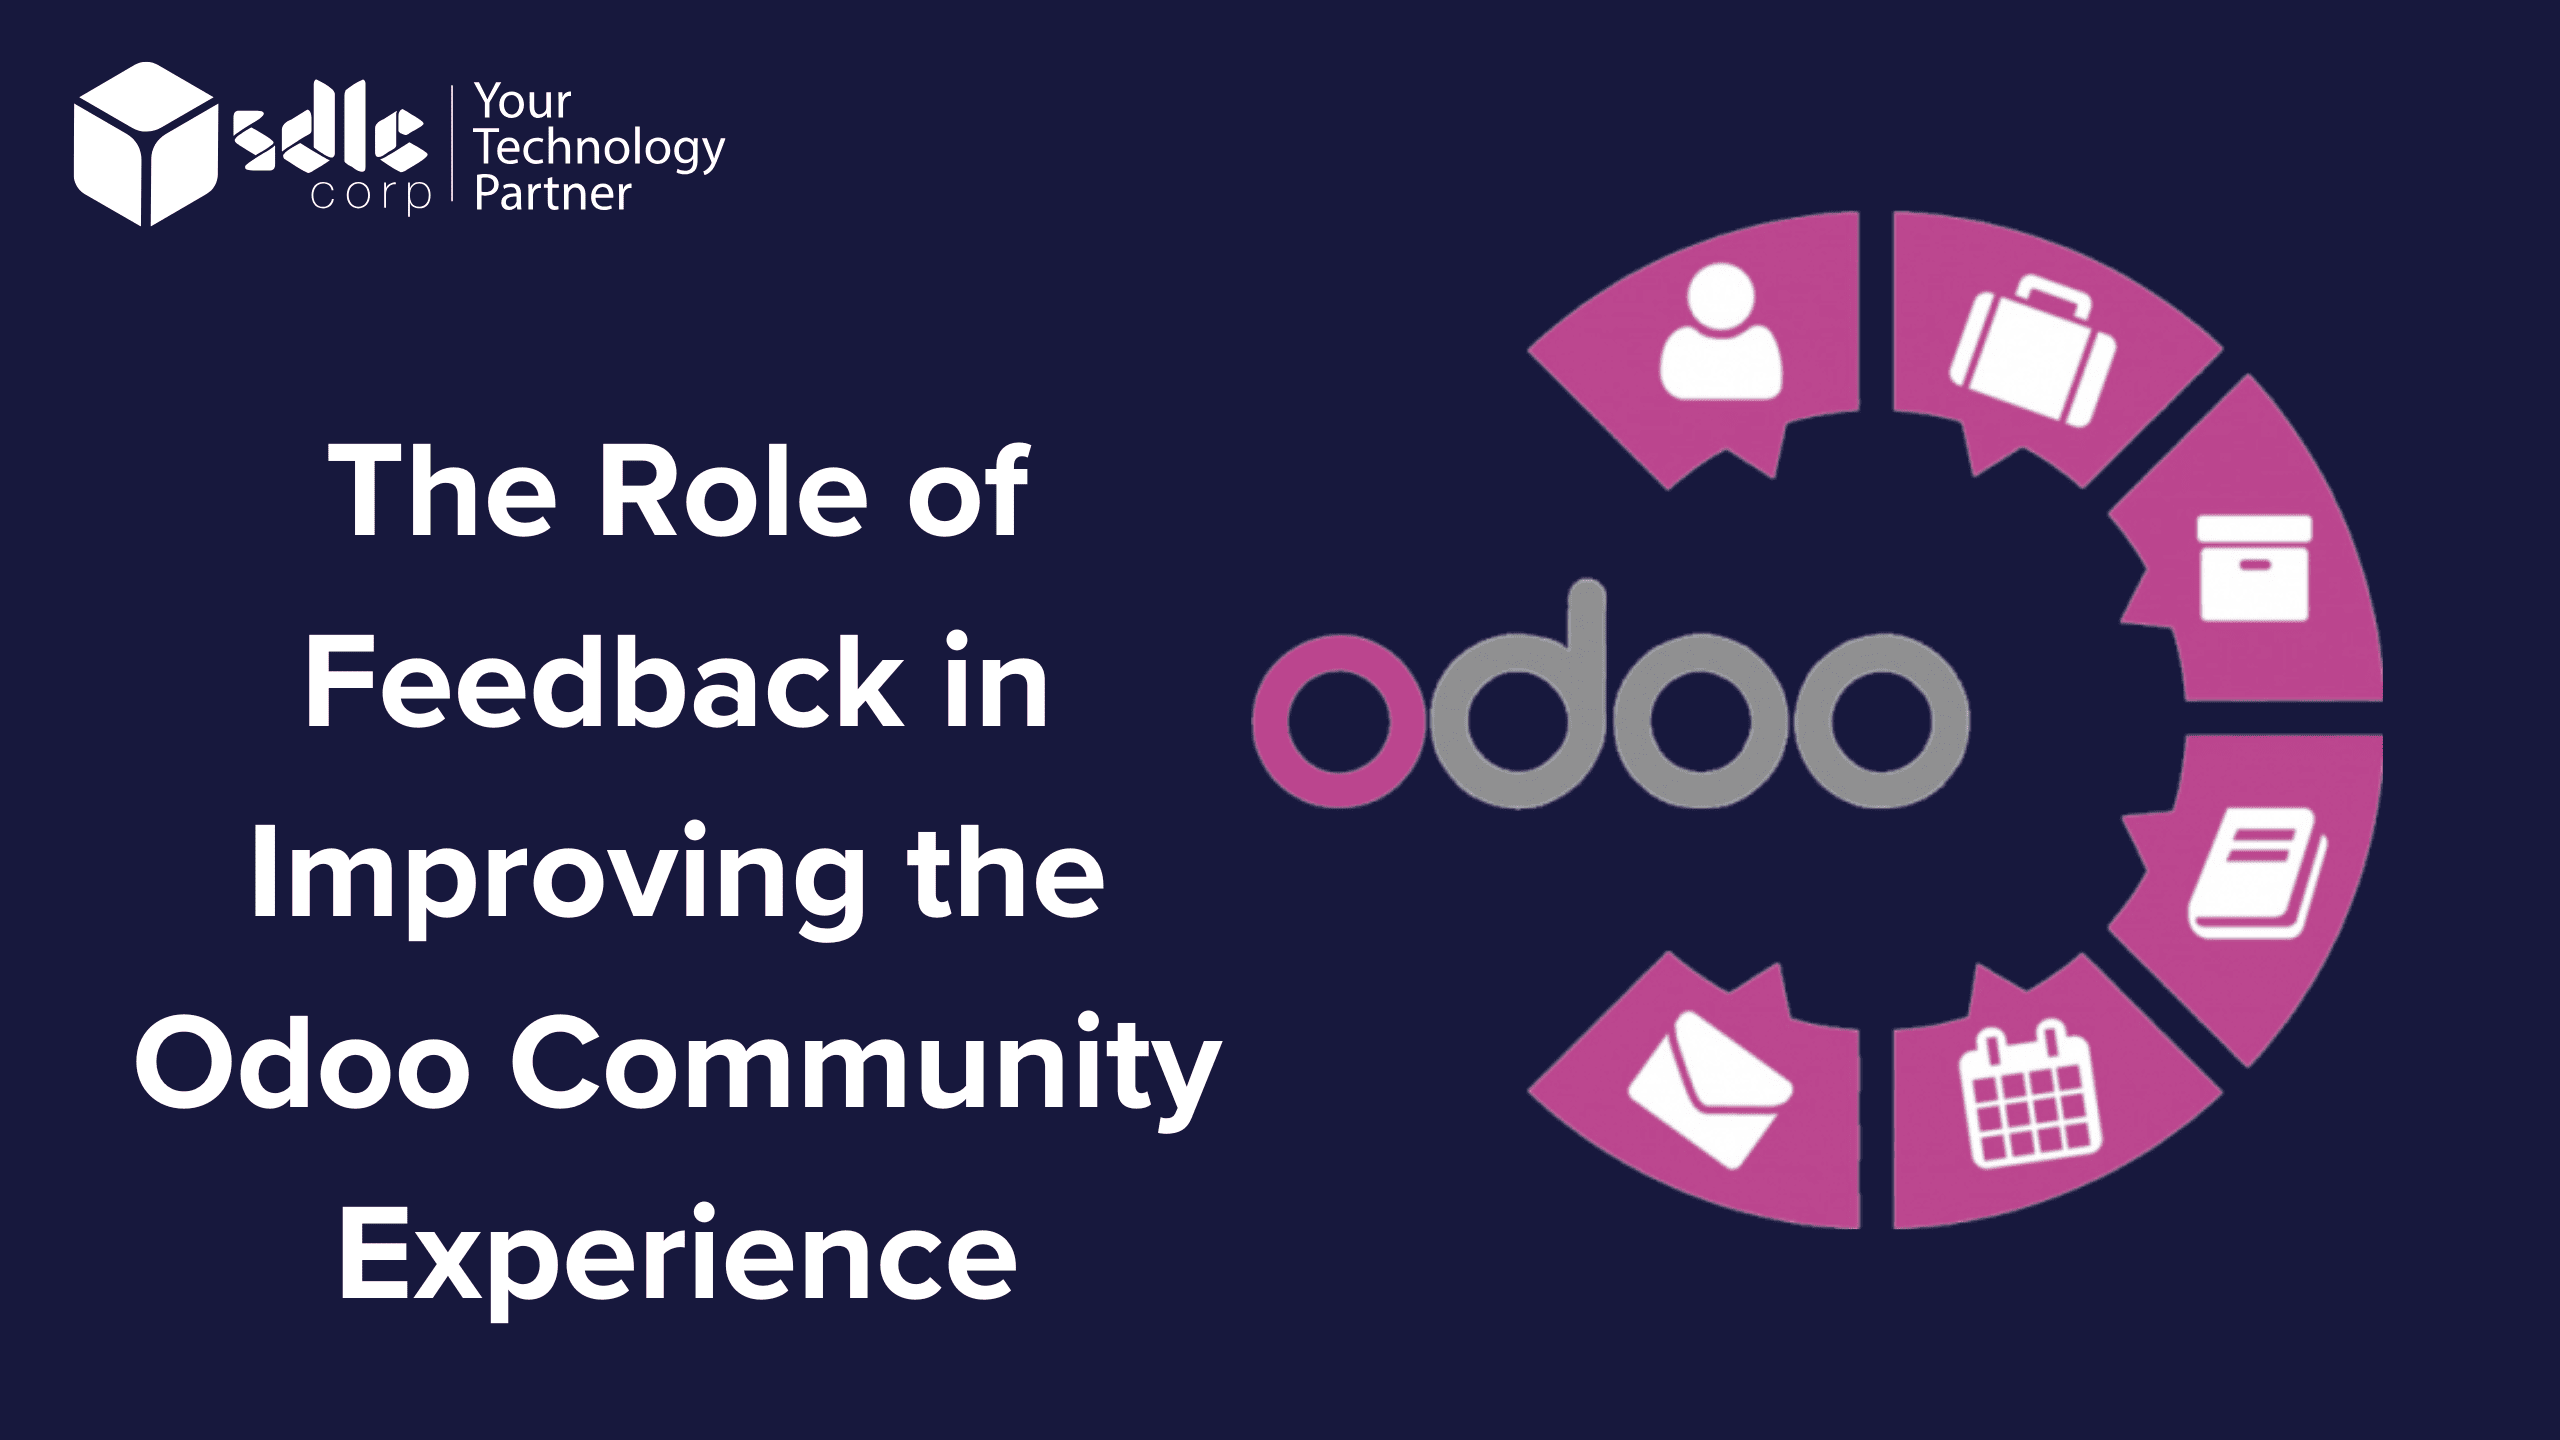 sdlc
corp
Your
Technology
Partner
The Role of
Feedback in
Improving the
Odoo Community
Experience
odoo